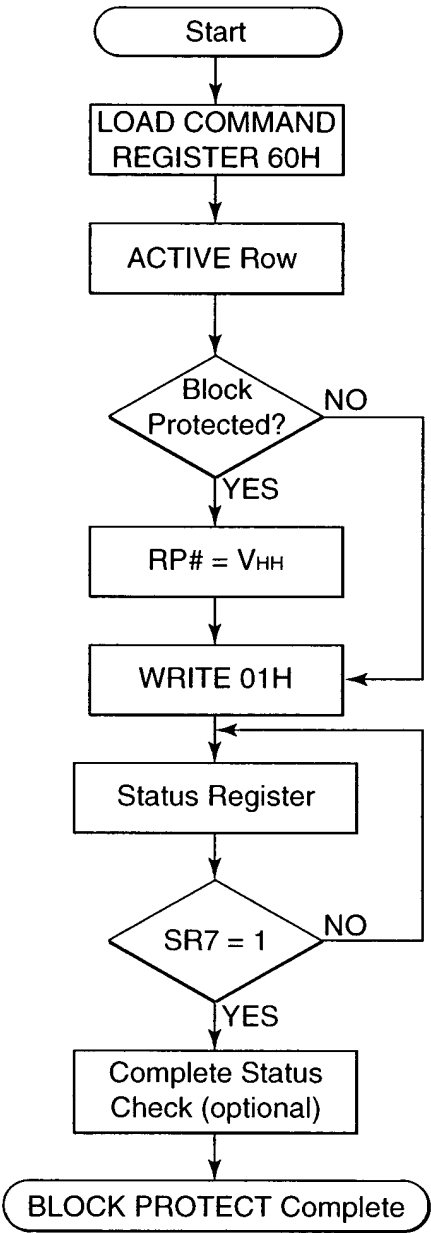 Start
LOAD COMMAND
REGISTER 60H
ACTIVE Row
Block
Protected?
NO
YES
RP# = VHH
WRITE 01H
Status Register
SR7 = 1
NO
YES
Complete Status
Check (optional)
BLOCK PROTECT Complete